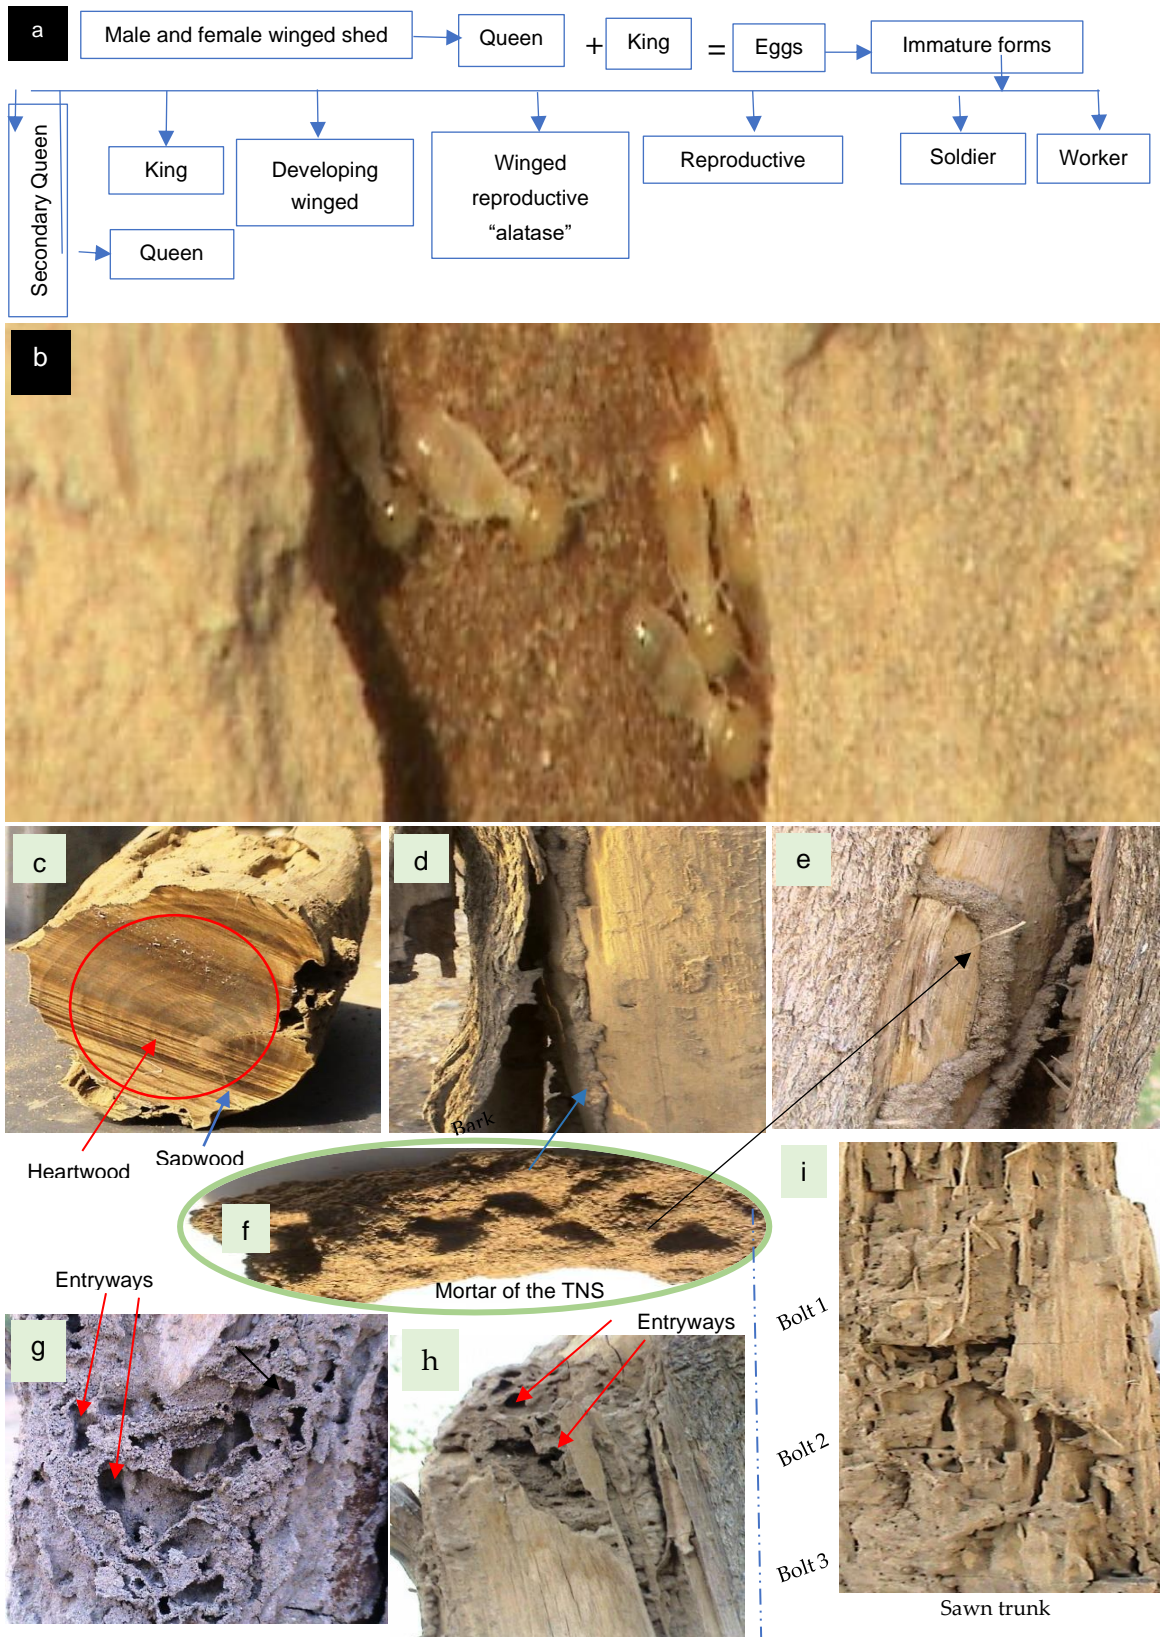 a
Male and female winged shed
Queen
+
King
=
Eggs
Immature forms
Secondary Queen
King
Developing
winged
Winged
reproductive
“alatase”
Reproductive
Soldier
Worker
Queen
b
c
d
e
Heartwood
Sapwood
Bark
f
Mortar of the TNS
i
Entryways
g
h
Entryways
Bolt 1
Bolt 2
Bolt 3
Sawn trunk